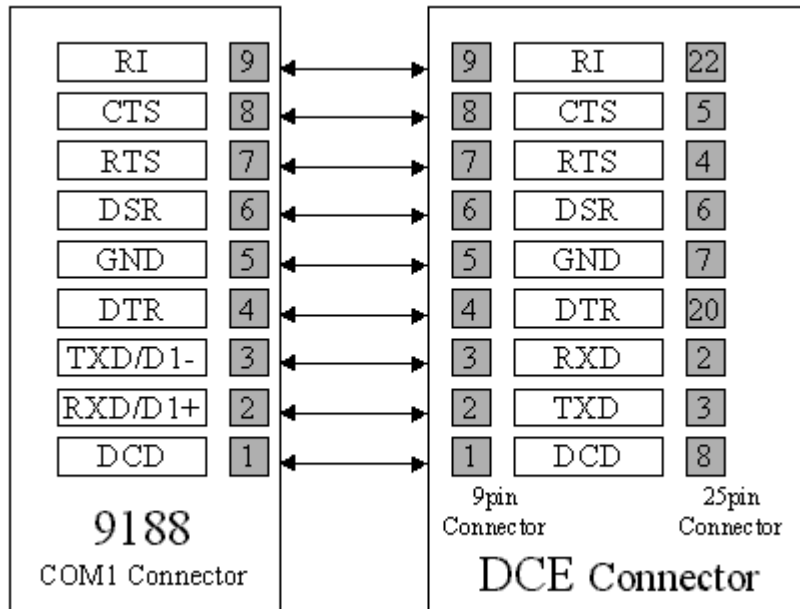 RI 9 9 RI 22
CTS 8 8 CTS 5
RTS 7 7 RTS 4
DSR 6 6 DSR 6
GND 5 5 GND 7
DTR 4 4 DTR 20
TXD/D1- 3 3 RXD 2
RXD/D1+ 2 2 TXD 3
DCD 1 1 DCD 8
9188
COM1 Connector
9pin
Connector
25pin
Connector
DCE Connector